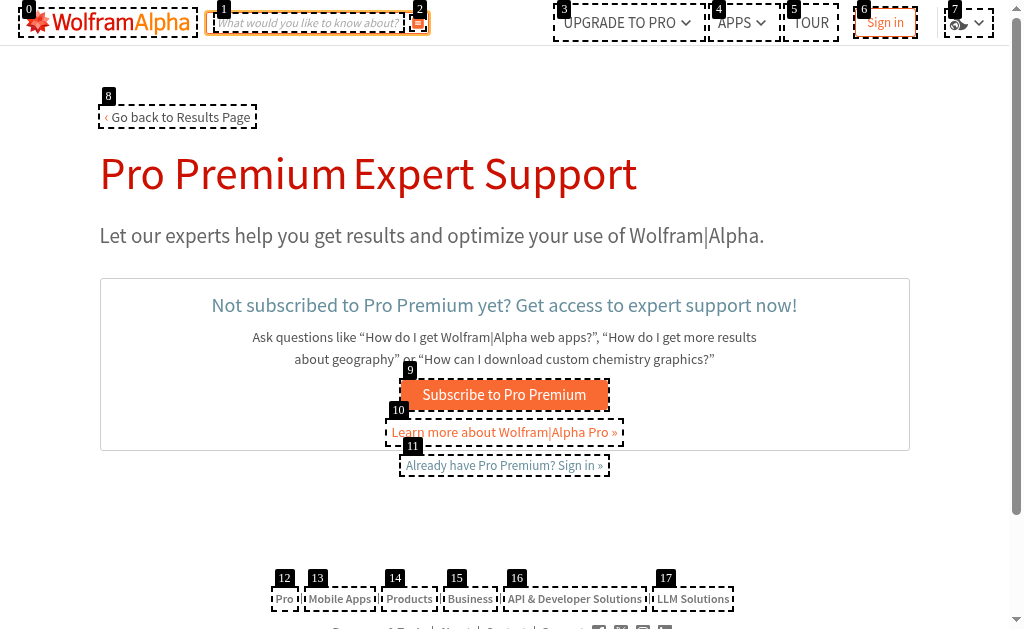 0 1 2 3 4 5 6 7
WolframAlpha What would you like to know about? UPGRADE TO PRO APPS TOUR Sign in
8
‹ Go back to Results Page
Pro Premium Expert Support
Let our experts help you get results and optimize your use of Wolfram|Alpha.
Not subscribed to Pro Premium yet? Get access to expert support now!
Ask questions like “How do I get Wolfram|Alpha web apps?”, “How do I get more results
about geography” or “How can I download custom chemistry graphics?”
9
Subscribe to Pro Premium
10
Learn more about Wolfram|Alpha Pro »
11
Already have Pro Premium? Sign in »
12 13 14 15 16 17
Pro | Mobile Apps | Products | Business | API & Developer Solutions | LLM Solutions